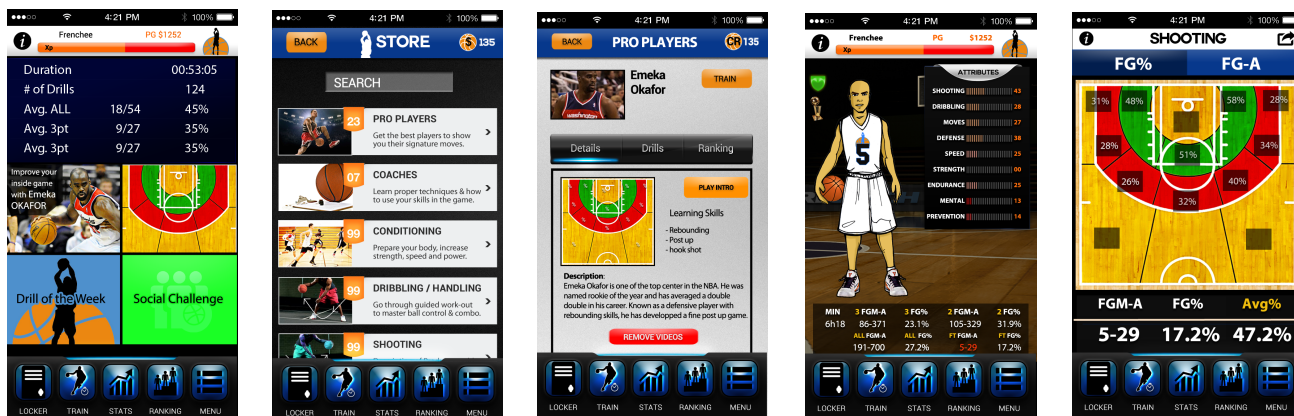 4:21 PM 100%
Frenchee PG $1252
Xp
Duration 00:53:05
# of Drills 124
Avg. ALL 18/54 45%
Avg. 3pt 9/27 35%
Avg. 3pt 9/27 35%
Improve your
inside game
with Emeka
OKAFOR
Drill of the Week
Social Challenge
LOCKER TRAIN STATS RANKING MENU
4:21 PM 100%
BACK STORE S 135
SEARCH
23 PRO PLAYERS
Get the best players to show
you their signature moves.
07 COACHES
Learn proper techniques & how
to use your skills in the game.
99 CONDITIONING
Prepare your body, increase
strength, speed and power.
99 DRIBBLING / HANDLING
Go through guided work-out
to master ball control & combo.
99 SHOOTING
LOCKER TRAIN STATS RANKING MENU
4:21 PM 100%
BACK PRO PLAYERS CR 135
Emeka
Okafor
TRAIN
washington
Details Drills Ranking
PLAY INTRO
Learning Skills
- Rebounding
- Post up
- hook shot
Description:
Emeka Okafor is one of the top center in the NBA. He was
named rookie of the year and has averaged a double
double in his career. Known as a defensive player with
rebounding skills, he has developped a fine post up game.
REMOVE VIDEOS
LOCKER TRAIN STATS RANKING MENU
4:21 PM 100%
Frenchee PG $1252
Xp
ATTRIBUTES
SHOOTING 43
DRIBBLING 28
MOVES 27
DEFENSE 38
SPEED 25
STRENGTH 00
ENDURANCE 25
MENTAL 13
PREVENTION 14
5
MIN 3 FGM-A 3 FG% 2 FGM-A 2 FG%
6h18 86-371 23.1% 105-329 31.9%
ALL FGM-A ALL FG% FT FGM-A FT FG%
191-700 27.2% 5-29 17.2%
LOCKER TRAIN STATS RANKING MENU
4:21 PM 100%
SHOOTING
FG% FG-A
31% 48% 58% 28%
28% 51% 34%
26% 40%
32%
FGM-A FG% Avg%
5-29 17.2% 47.2%
LOCKER TRAIN STATS RANKING MENU